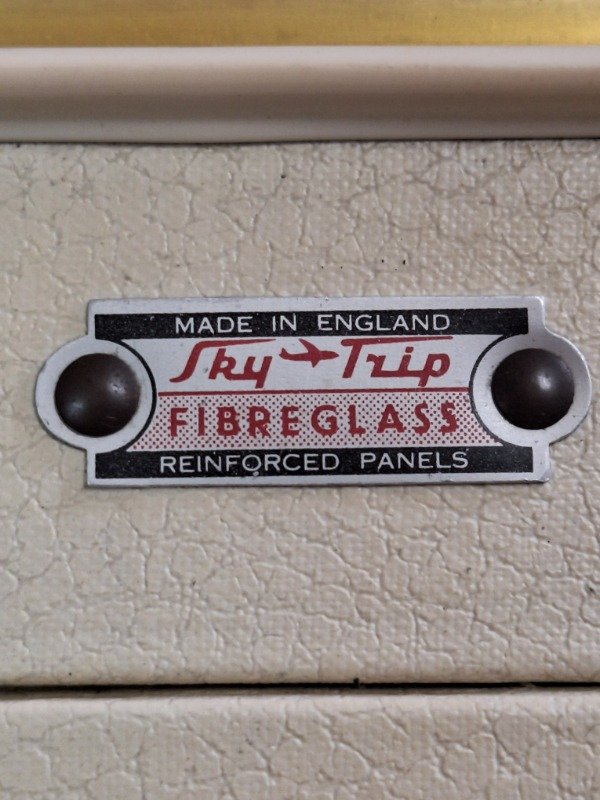 MADE IN ENGLAND
Sky Trip
FIBREGLASS
REINFORCED PANELS